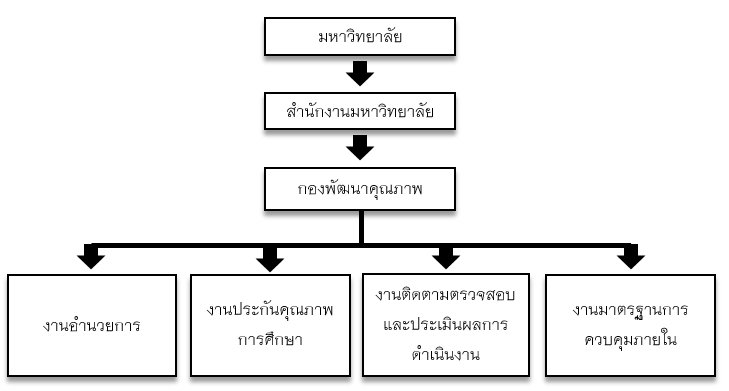 มหาวิทยาลัย
สำนักงานมหาวิทยาลัย
กองพัฒนาคุณภาพ
งานอำนวยการ
งานประกันคุณภาพ
การศึกษา
งานติดตามตรวจสอบ
และประเมินผลการ
ดำเนินงาน
งานมาตรฐานการ
ควบคุมภายใน